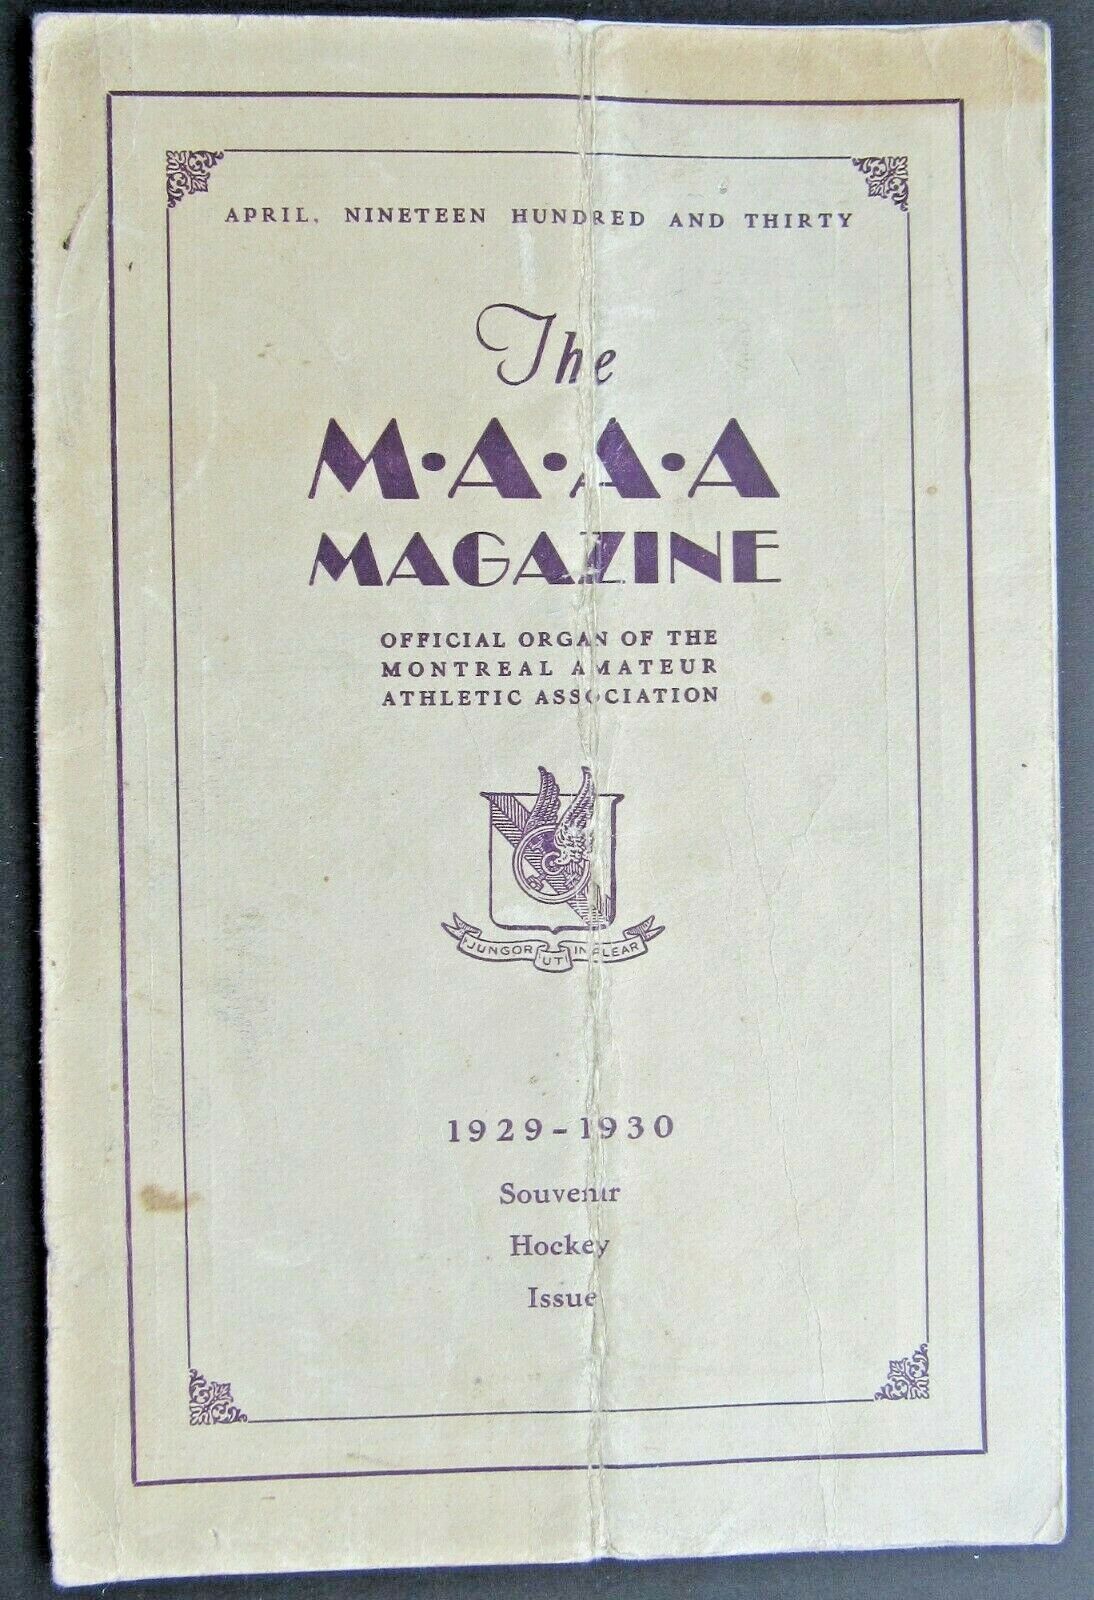 APRIL, NINETEEN HUNDRED AND THIRTY
The
M·A·A·A
MAGAZINE
OFFICIAL ORGAN OF THE
MONTREAL AMATEUR
ATHLETIC ASSOCIATION
JUNGOR UT IMPLEAR
1929-1930
Souvenir
Hockey
Issue